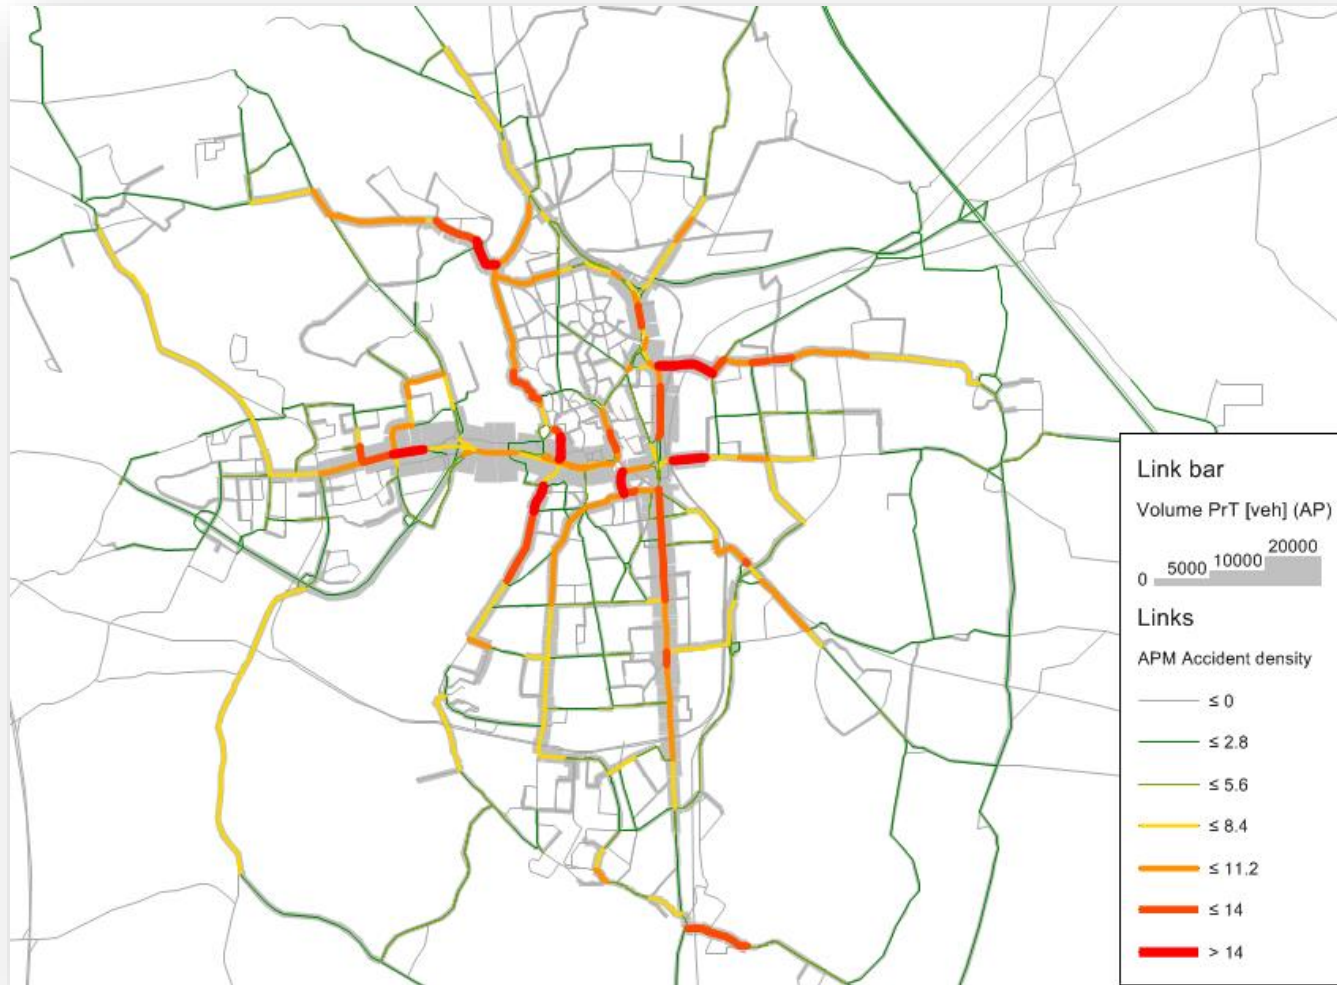 Link bar
Volume PrT [veh] (AP)
0 5000 10000 20000
Links
APM Accident density
≤ 0
≤ 2.8
≤ 5.6
≤ 8.4
≤ 11.2
≤ 14
> 14